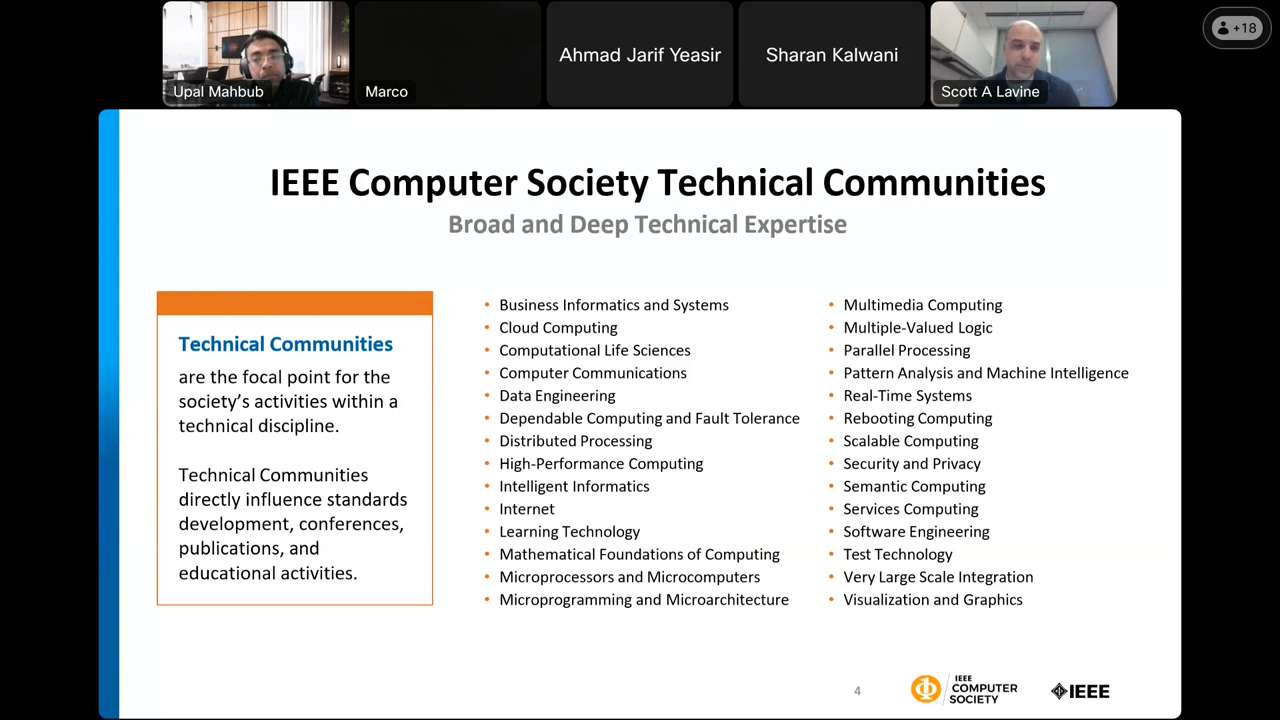 Upal Mahbub
Marco
Ahmad Jarif Yeasir
Sharan Kalwani
Scott A Lavine
+18
IEEE Computer Society Technical Communities
Broad and Deep Technical Expertise
Technical Communities
are the focal point for the
society's activities within a
technical discipline.
Technical Communities
directly influence standards
development, conferences,
publications, and
educational activities.
• Business Informatics and Systems
• Cloud Computing
• Computational Life Sciences
• Computer Communications
• Data Engineering
• Dependable Computing and Fault Tolerance
• Distributed Processing
• High-Performance Computing
• Intelligent Informatics
• Internet
• Learning Technology
• Mathematical Foundations of Computing
• Microprocessors and Microcomputers
• Microprogramming and Microarchitecture
• Multimedia Computing
• Multiple-Valued Logic
• Parallel Processing
• Pattern Analysis and Machine Intelligence
• Real-Time Systems
• Rebooting Computing
• Scalable Computing
• Security and Privacy
• Semantic Computing
• Services Computing
• Software Engineering
• Test Technology
• Very Large Scale Integration
• Visualization and Graphics
4
IEEE
COMPUTER
SOCIETY
IEEE